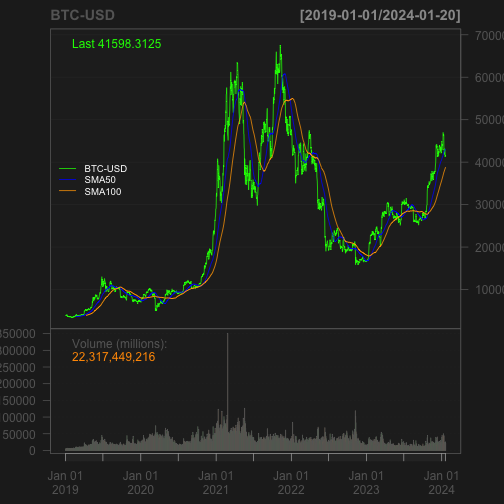 BTC-USD [2019-01-01/2024-01-20]
Last 41598.3125
BTC-USD
SMA50
SMA100
70000
60000
50000
40000
30000
20000
10000
Volume (millions):
22,317,449,216
350000
300000
250000
200000
150000
100000
50000
0
Jan 01 Jan 01 Jan 01 Jan 01 Jan 01 Jan 01
2019 2020 2021 2022 2023 2024